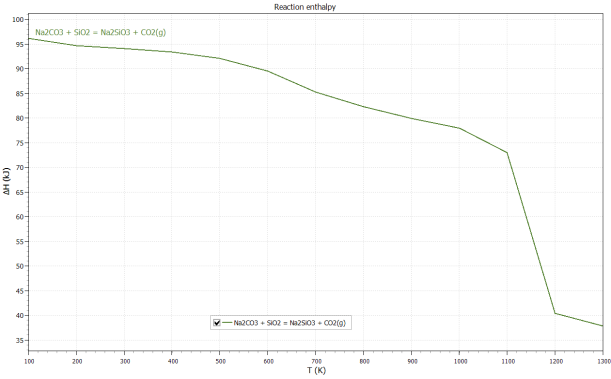 Reaction enthalpy
Na2CO3 + SiO2 = Na2SiO3 + CO2(g)
100
95
90
85
80
75
70
65
60
55
50
45
40
35
ΔH (kJ)
Na2CO3 + SiO2 = Na2SiO3 + CO2(g)
100 200 300 400 500 600 700 800 900 1000 1100 1200 1300
T (K)